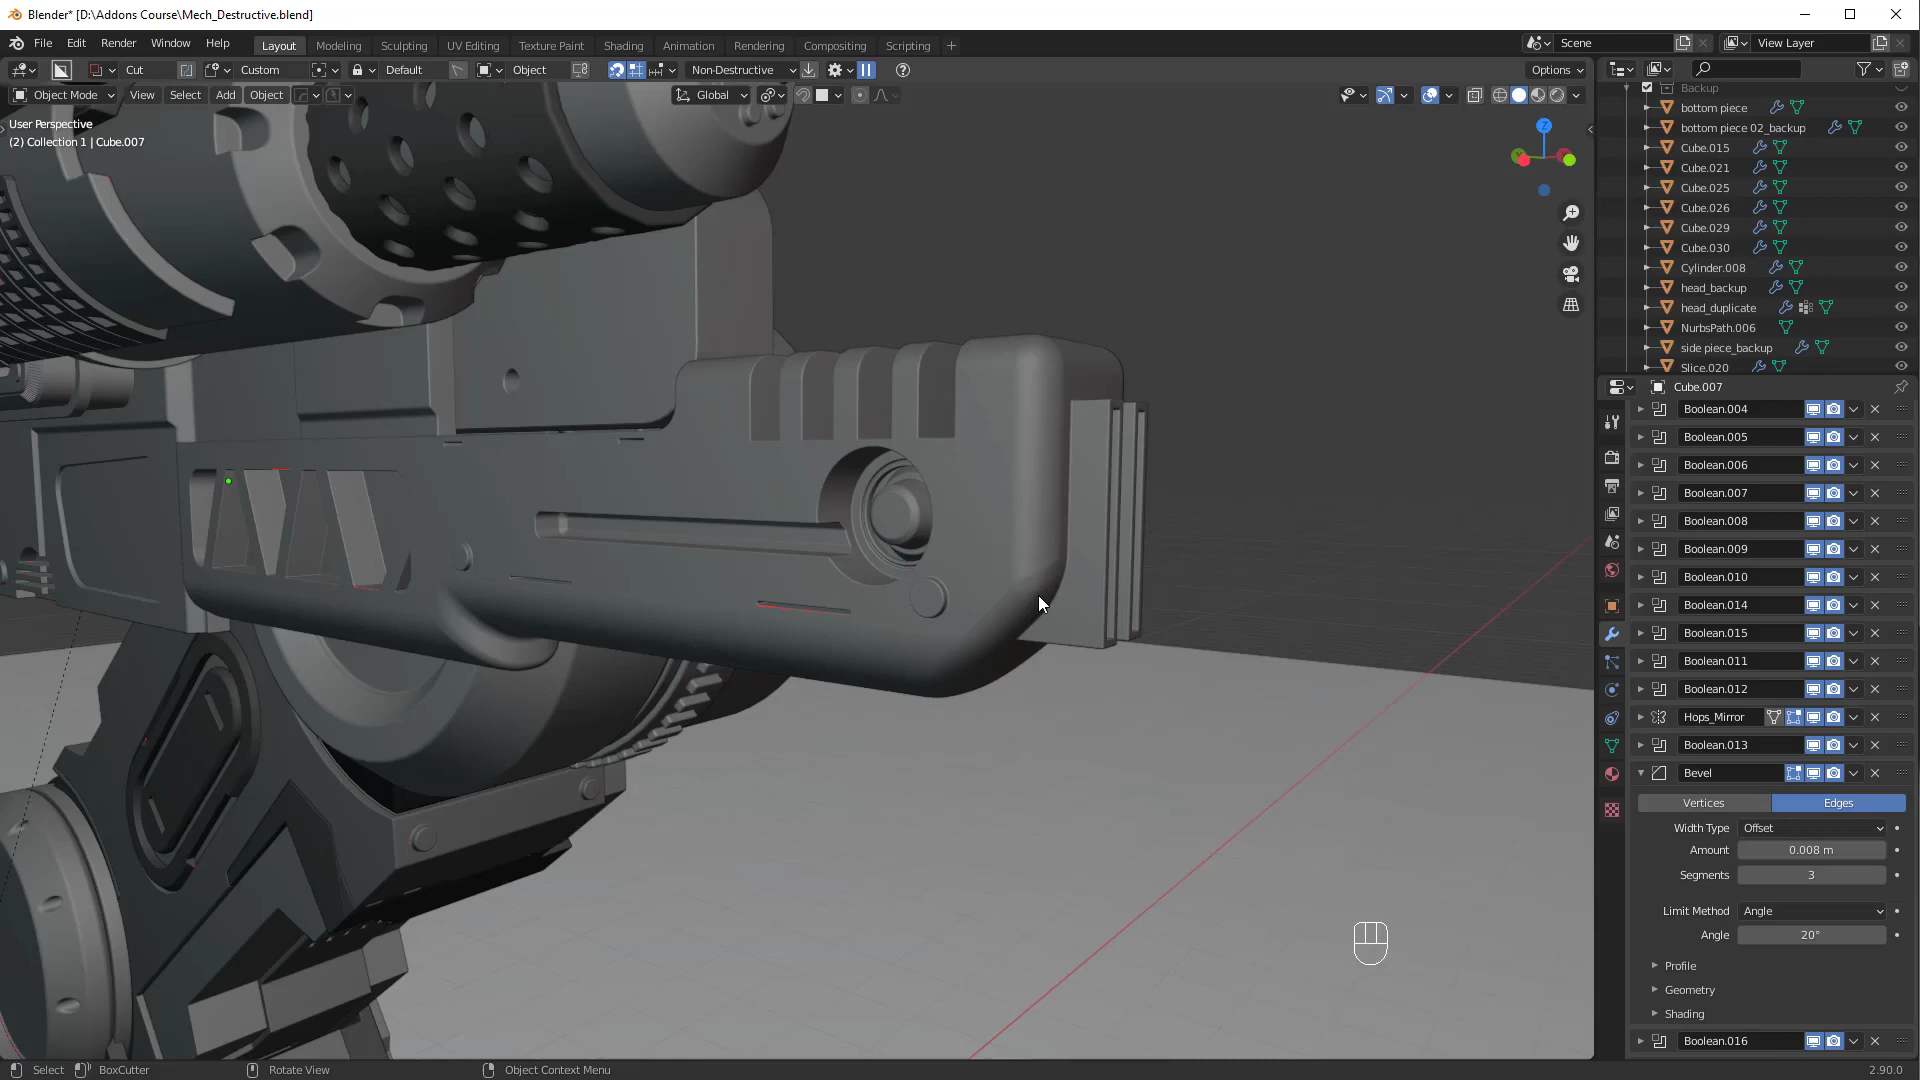 Blender* [D:\Addons Course\Mech_Destructive.blend]
File Edit Render Window Help Layout Modeling Sculpting UV Editing Texture Paint Shading Animation Rendering Compositing Scripting + Scene View Layer
Cut Custom Default Object Non-Destructive Options
Object Mode View Select Add Object Global
User Perspective
(2) Collection 1 | Cube.007
Z
Backup
bottom piece
bottom piece 02_backup
Cube.015
Cube.021
Cube.025
Cube.026
Cube.029
Cube.030
Cylinder.008
head_backup
head_duplicate
NurbsPath.006
side piece_backup
Slice.020
Cube.007
Boolean.004
Boolean.005
Boolean.006
Boolean.007
Boolean.008
Boolean.009
Boolean.010
Boolean.014
Boolean.015
Boolean.011
Boolean.012
Hops_Mirror
Boolean.013
Bevel
Vertices Edges
Width Type Offset
Amount 0.008 m
Segments 3
Limit Method Angle
Angle 20°
Profile
Geometry
Shading
Boolean.016
Select BoxCutter Rotate View Object Context Menu 2.90.0